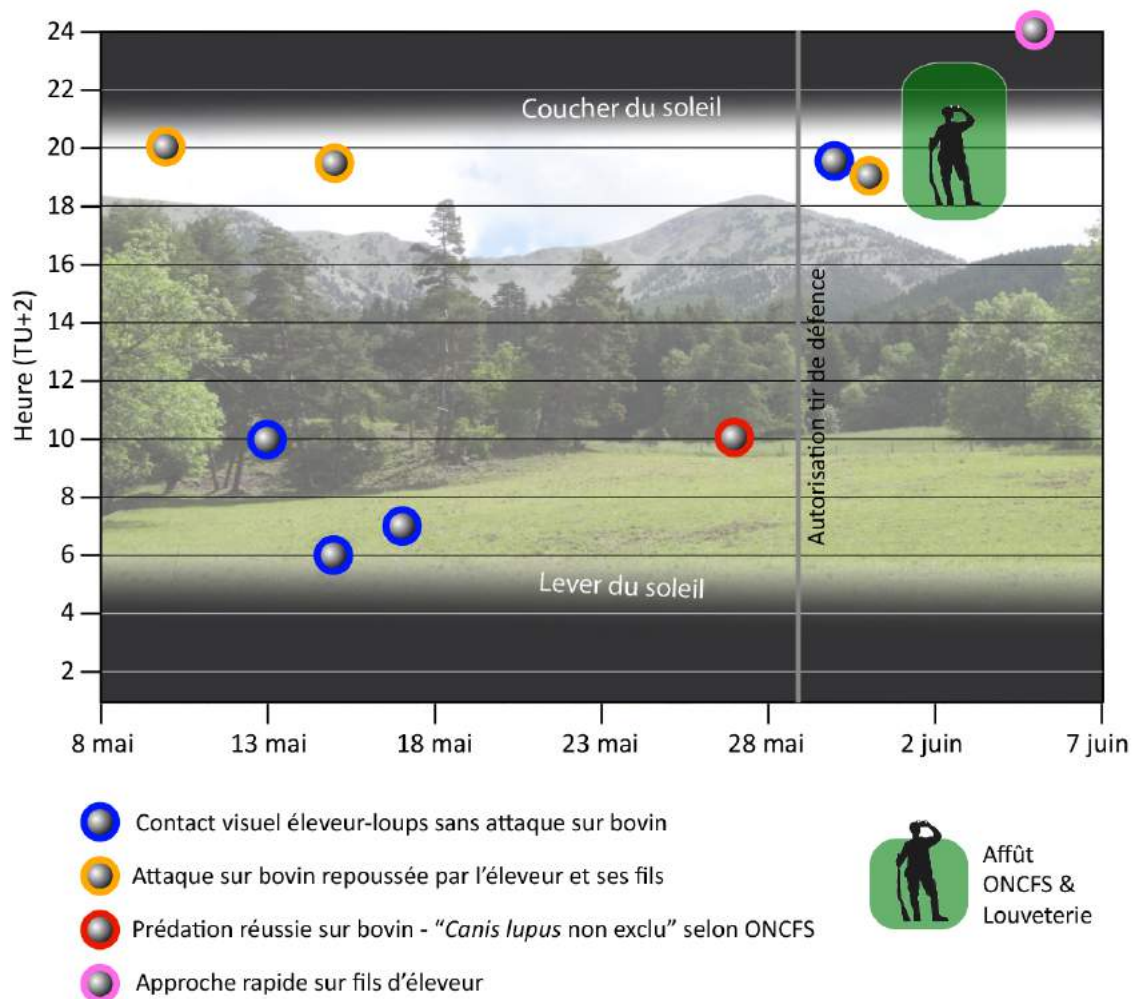 24
22
20
18
16
14
12
10
8
6
4
2
Heure (TU+2)
Coucher du soleil
Autorisation tir de défence
Lever du soleil
8 mai
13 mai
18 mai
23 mai
28 mai
2 juin
7 juin
Contact visuel éleveur-loups sans attaque sur bovin
Attaque sur bovin repoussée par l'éleveur et ses fils
Prédation réussie sur bovin - “Canis lupus non exclu” selon ONCFS
Approche rapide sur fils d'éleveur
Affût
ONCFS &
Louveterie